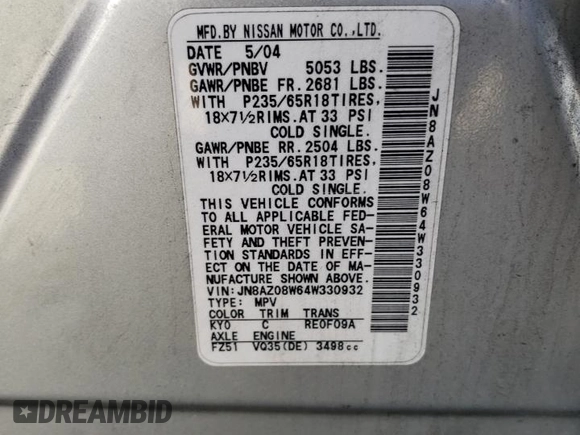 MFD.BY NISSAN MOTOR CO.,LTD.
DATE 5/04
GVWR/PNBV 5053 LBS.
GAWR/PNBE FR. 2681 LBS.
WITH P235/65R18TIRES,
18×7½RIMS.AT 33 PSI
COLD SINGLE.
GAWR/PNBE RR. 2504 LBS.
WITH P235/65R18TIRES,
18×7½RIMS.AT 33 PSI
COLD SINGLE.
THIS VEHICLE CONFORMS
TO ALL APPLICABLE FED-
ERAL MOTOR VEHICLE SA-
FETY AND THEFT PREVEN-
TION STANDARDS IN EFF-
ECT ON THE DATE OF MA-
NUFACTURE SHOWN ABOVE.
VIN:JN8AZ08W64W330932
TYPE: MPV
COLOR TRIM TRANS
KY0 C RE0F09A
AXLE ENGINE
FZ51 VQ35(DE) 3498cc
JN8AZ08W64W330932
DREAMBID